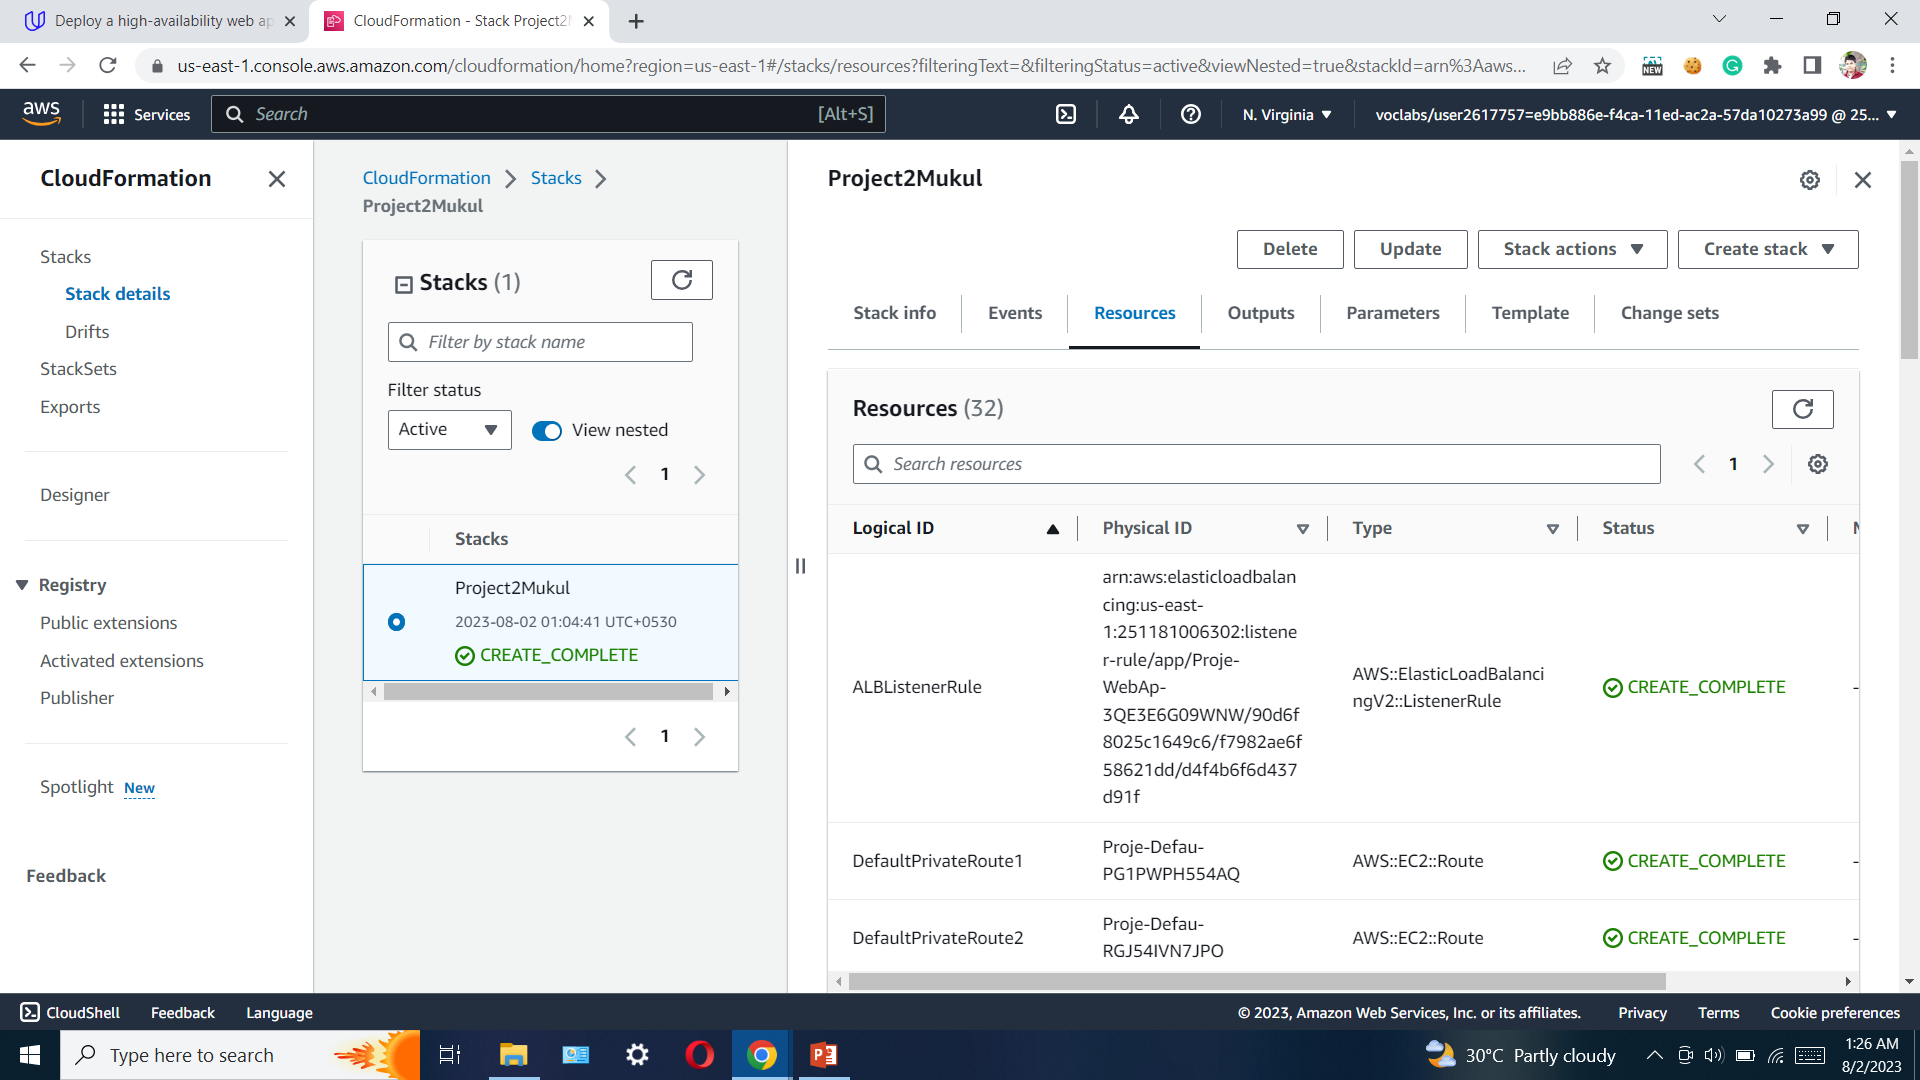 Deploy a high-availability web ap
CloudFormation - Stack Project2M
us-east-1.console.aws.amazon.com/cloudformation/home?region=us-east-1#/stacks/resources?filteringText=&filteringStatus=active&viewNested=true&stackId=arn%3Aaws...
NEW
aws
Services
Search
[Alt+S]
N. Virginia
voclabs/user2617757=e9bb886e-f4ca-11ed-ac2a-57da10273a99 @ 25...
CloudFormation
Stacks
Stack details
Drifts
StackSets
Exports
Designer
Registry
Public extensions
Activated extensions
Publisher
Spotlight New
Feedback
CloudFormation
Stacks
Project2Mukul
Stacks (1)
Filter by stack name
Filter status
Active
View nested
1
Stacks
Project2Mukul
2023-08-02 01:04:41 UTC+0530
CREATE_COMPLETE
1
Project2Mukul
Delete
Update
Stack actions
Create stack
Stack info
Events
Resources
Outputs
Parameters
Template
Change sets
Resources (32)
Search resources
1
Logical ID
Physical ID
Type
Status
ALBListenerRule
arn:aws:elasticloadbalan
cing:us-east-
1:251181006302:listene
r-rule/app/Proje-
WebAp-
3QE3E6G09WNW/90d6f
8025c1649c6/f7982ae6f
58621dd/d4f4b6f6d437
d91f
AWS::ElasticLoadBalanci
ngV2::ListenerRule
CREATE_COMPLETE
-
DefaultPrivateRoute1
Proje-Defau-
PG1PWPH554AQ
AWS::EC2::Route
CREATE_COMPLETE
-
DefaultPrivateRoute2
Proje-Defau-
RGJ54IVN7JPO
AWS::EC2::Route
CREATE_COMPLETE
-
CloudShell
Feedback
Language
© 2023, Amazon Web Services, Inc. or its affiliates.
Privacy
Terms
Cookie preferences
Type here to search
30°C Partly cloudy
1:26 AM
8/2/2023